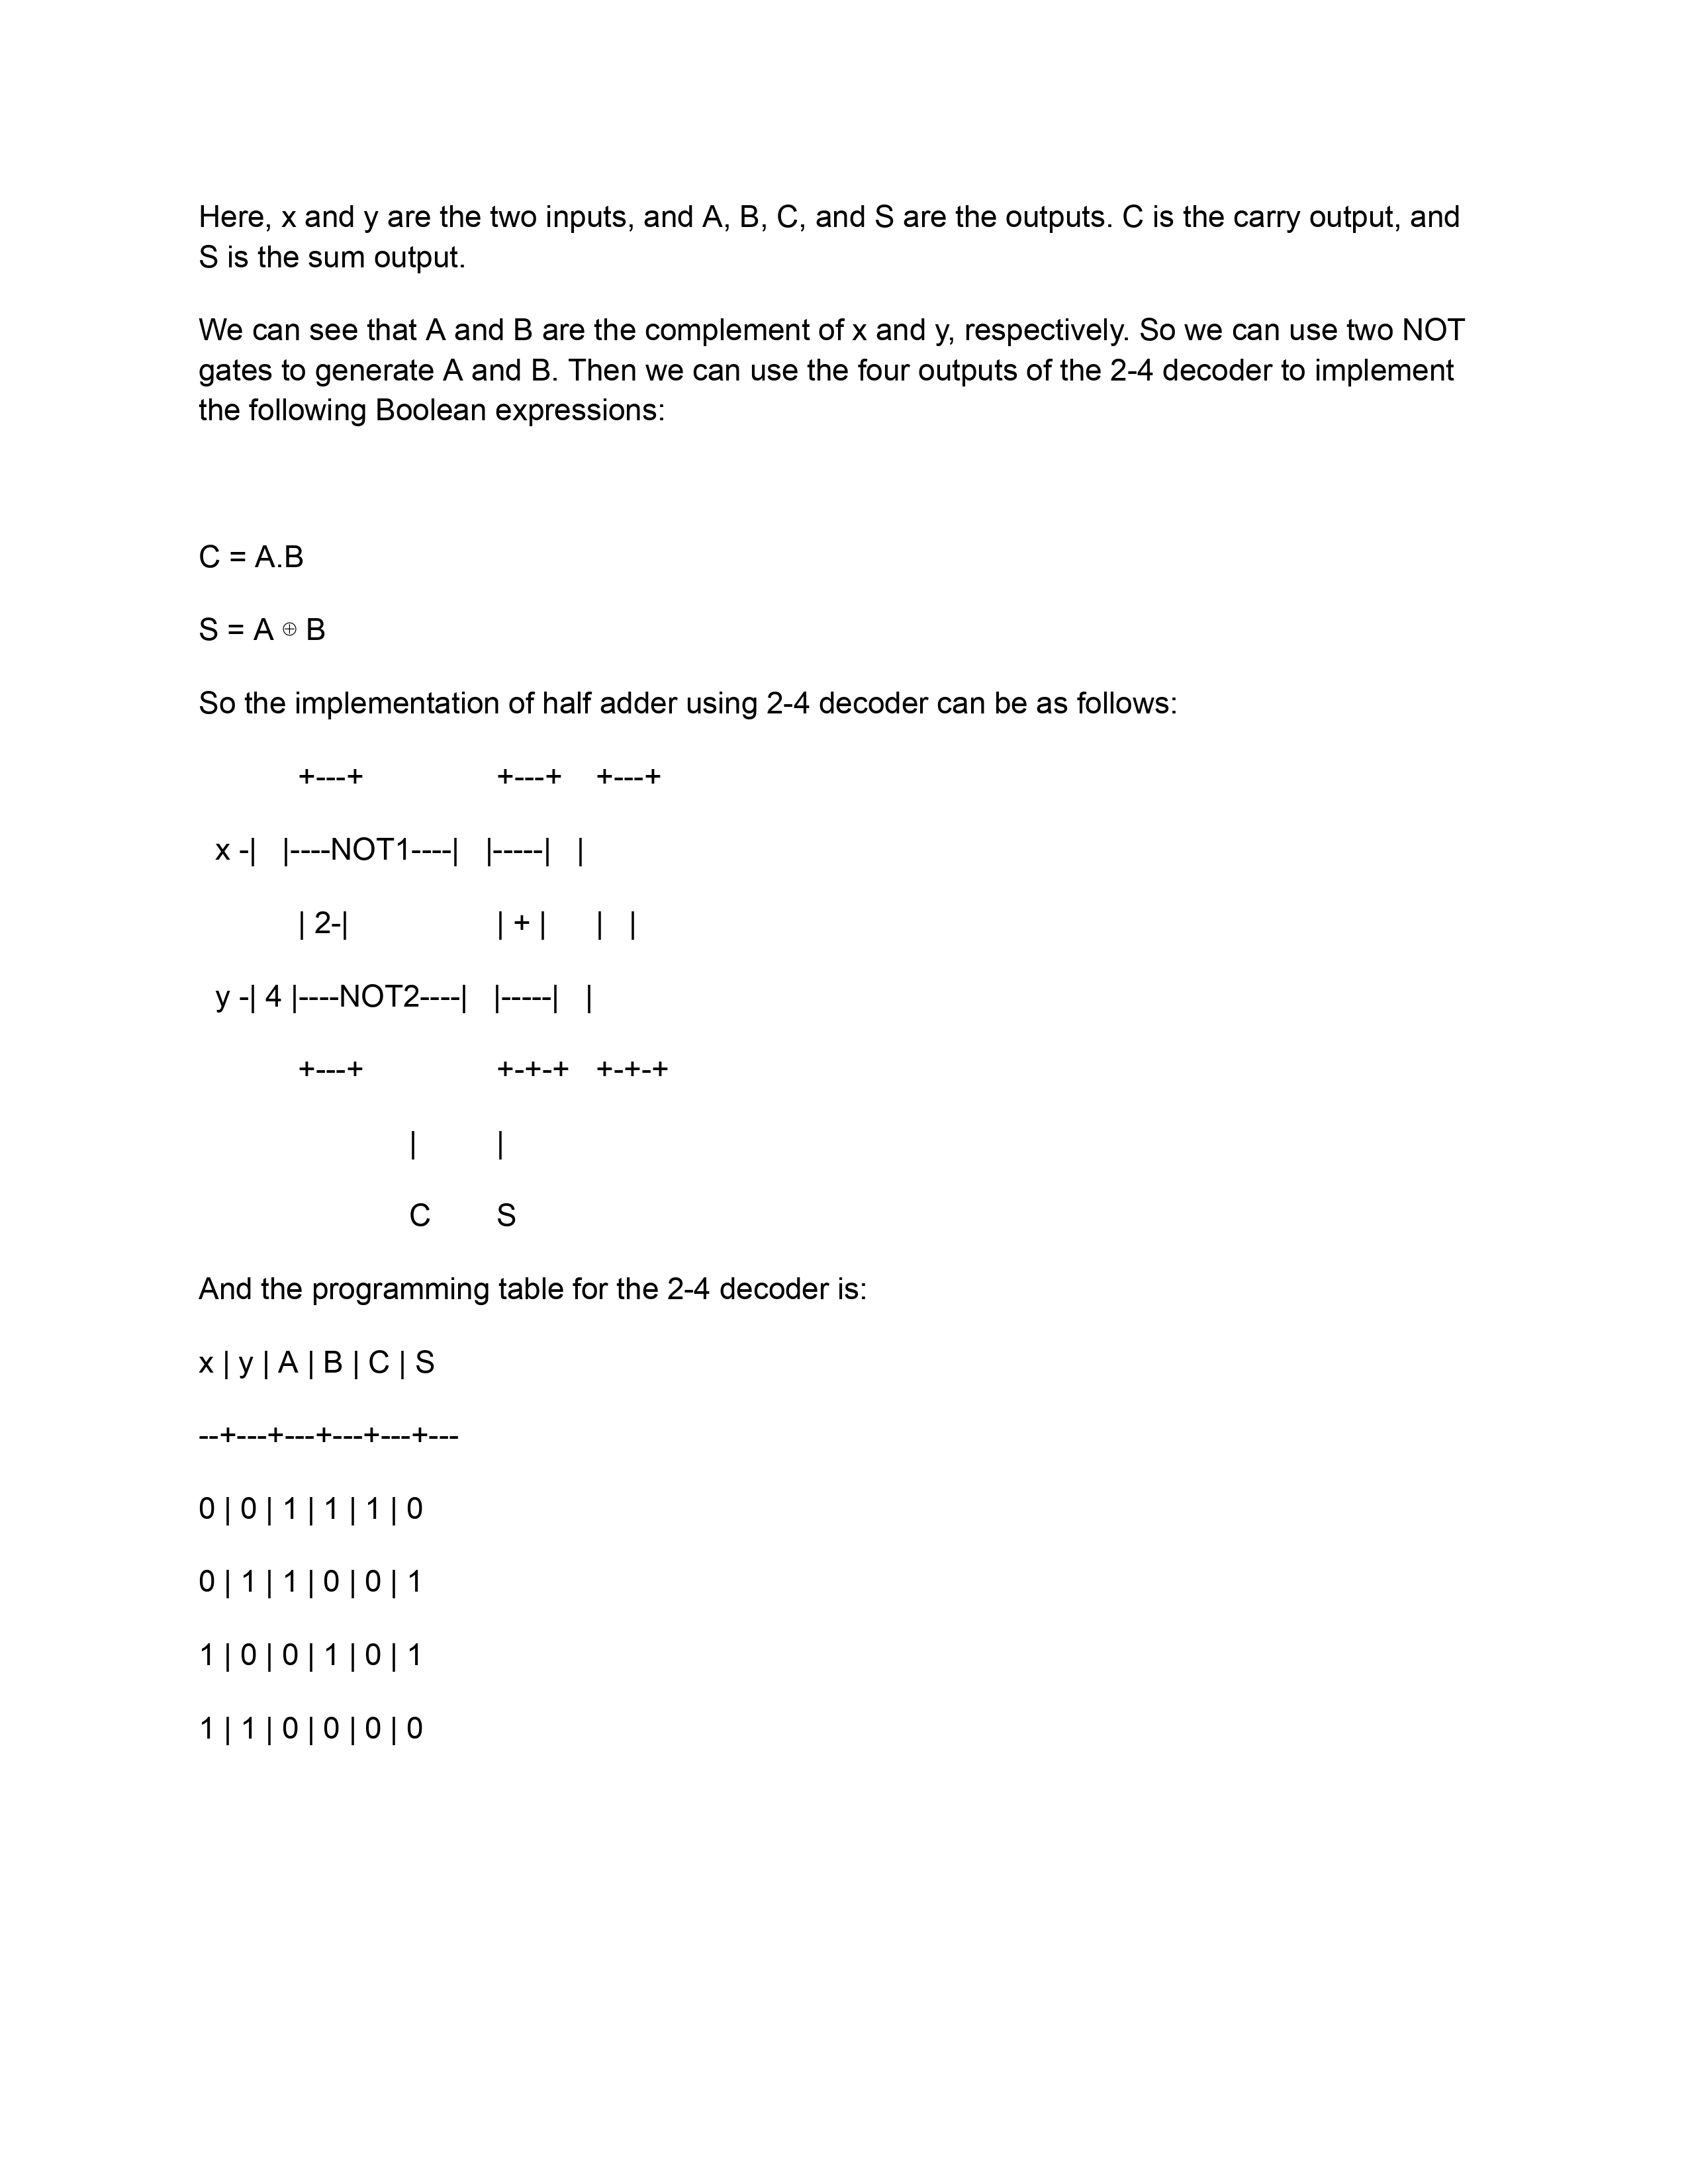 Here, x and y are the two inputs, and A, B, C, and S are the outputs. C is the carry output, and
S is the sum output.
We can see that A and B are the complement of x and y, respectively. So we can use two NOT
gates to generate A and B. Then we can use the four outputs of the 2-4 decoder to implement
the following Boolean expressions:
C = A.B
S = A ⊕ B
So the implementation of half adder using 2-4 decoder can be as follows:
+---+ +---+ +---+
x -| |----NOT1----| |-----| |
| 2-| | + | | |
y -| 4 |----NOT2----| |-----| |
+---+ +-+-+ +-+-+
| |
C S
And the programming table for the 2-4 decoder is:
x | y | A | B | C | S
--+---+---+---+---+---
0 | 0 | 1 | 1 | 1 | 0
0 | 1 | 1 | 0 | 0 | 1
1 | 0 | 0 | 1 | 0 | 1
1 | 1 | 0 | 0 | 0 | 0